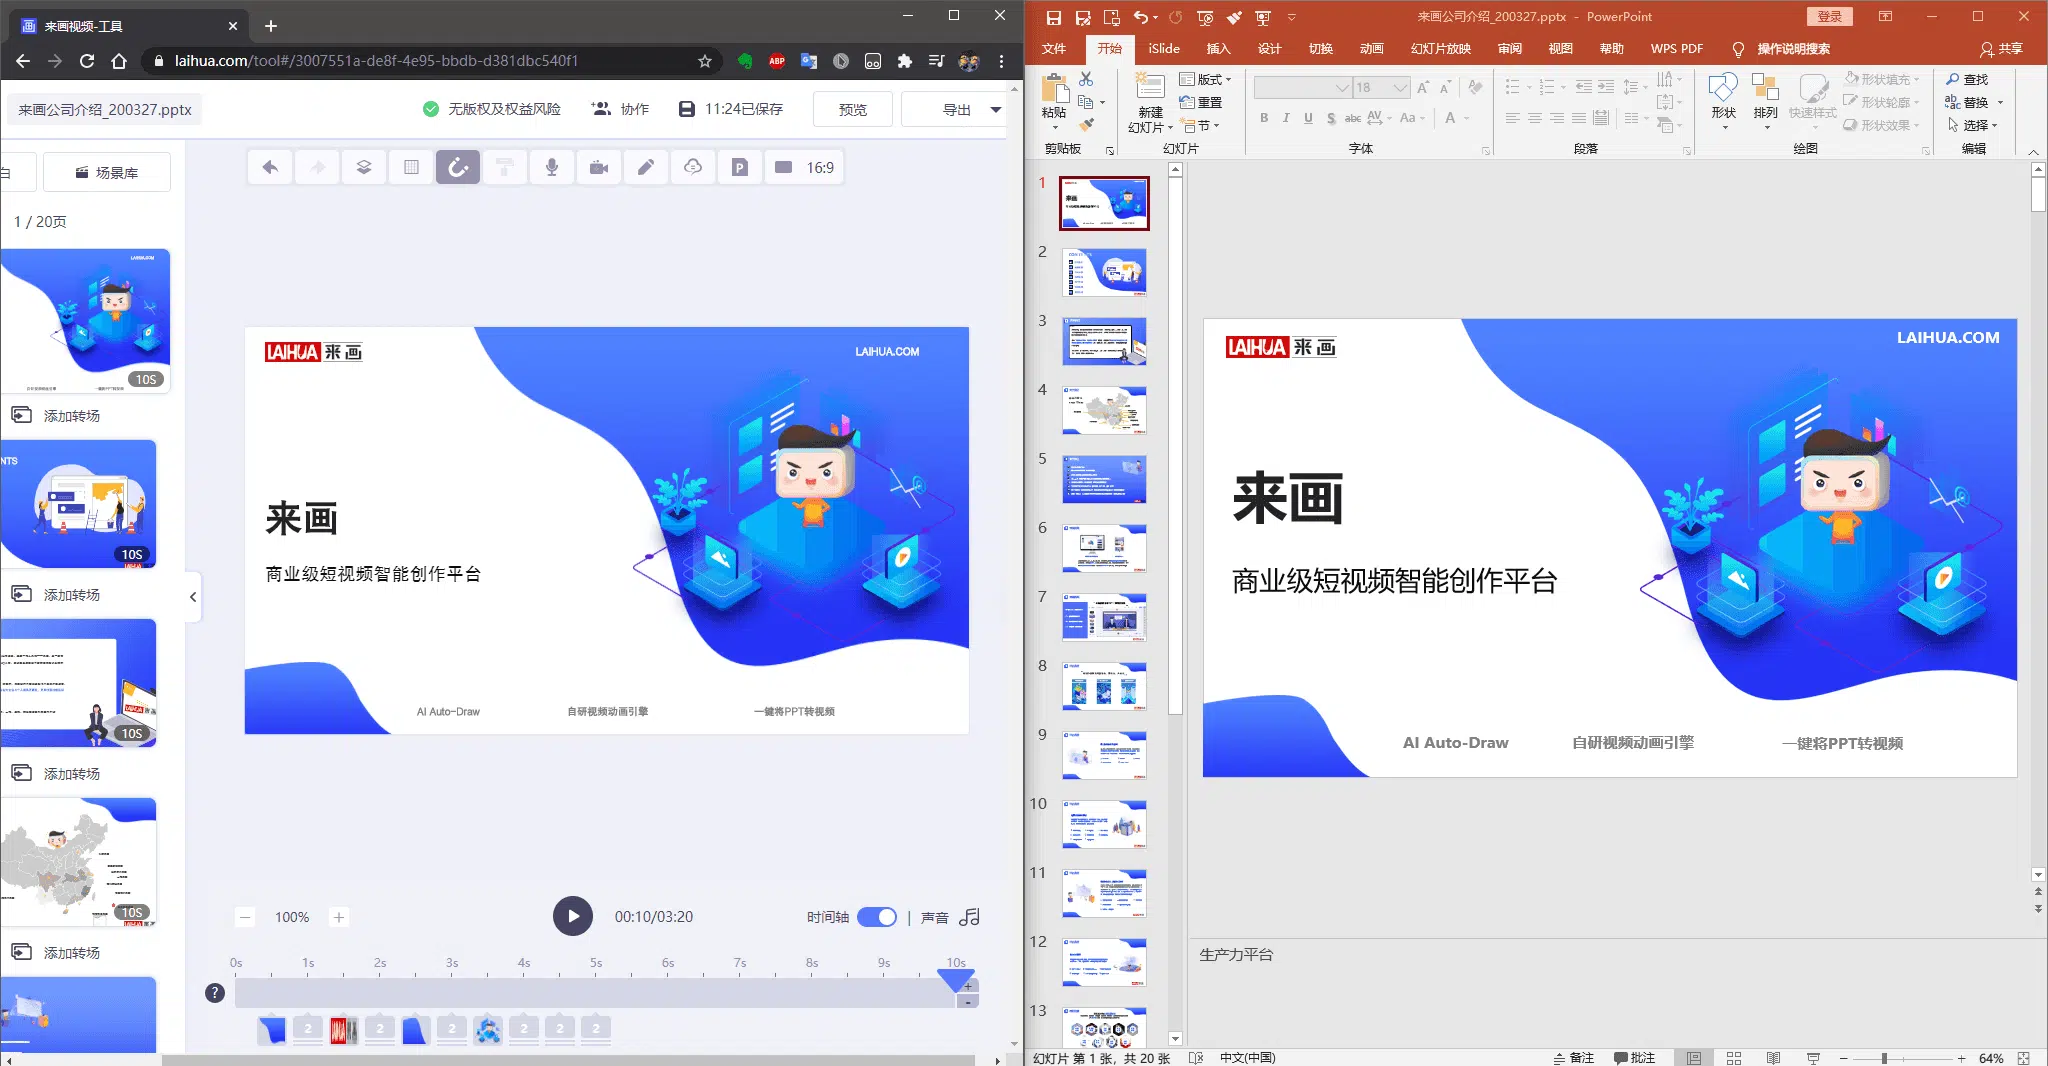 来画视频-工具
laihua.com/tool#/3007551a-de8f-4e95-bbdb-d381dbc540f1
ABP
来画公司介绍_200327.pptx
无版权及权益风险
协作
11:24已保存
预览
导出
白
场景库
16:9
1 / 20页
LAIHUA.COM
10S
添加转场
NTS
10S
添加转场
10S
添加转场
10S
添加转场
LAIHUA 来画
LAIHUA.COM
来画
商业级短视频智能创作平台
AI Auto-Draw
自研视频动画引擎
一键将PPT转视频
100%
00:10/03:20
时间轴
声音
0s 1s 2s 3s 4s 5s 6s 7s 8s 9s 10s
2 2 2 2 2 2
来画公司介绍_200327.pptx - PowerPoint
登录
文件 开始 iSlide 插入 设计 切换 动画 幻灯片放映 审阅 视图 帮助 WPS PDF 操作说明搜索 共享
粘贴
剪贴板
新建
幻灯片
版式
重置
节
幻灯片
18
B I U S abc AV Aa A
字体
段落
形状
排列
快速样式
形状填充
形状轮廓
形状效果
绘图
查找
替换
选择
编辑
1
2
3
4
5
6
7
8
9
10
11
12
13
LAIHUA 来画
LAIHUA.COM
来画
商业级短视频智能创作平台
AI Auto-Draw
自研视频动画引擎
一键将PPT转视频
生产力平台
幻灯片 第 1 张，共 20 张
中文(中国)
备注
批注
64%